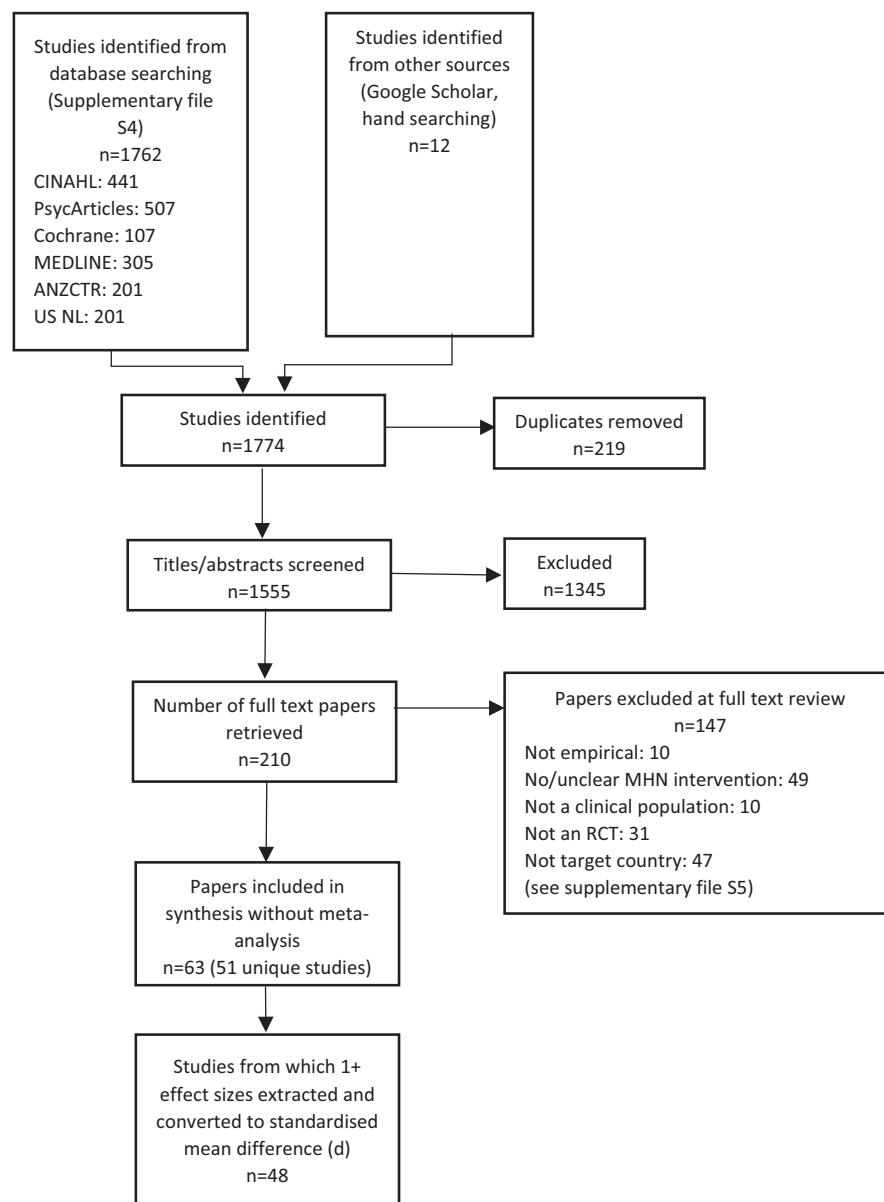 Studies identified from
database searching
(Supplementary file
S4)
n=1762
CINAHL: 441
PsycArticles: 507
Cochrane: 107
MEDLINE: 305
ANZCTR: 201
US NL: 201
Studies identified
from other sources
(Google Scholar,
hand searching)
n=12
Studies identified
n=1774
Duplicates removed
n=219
Titles/abstracts screened
n=1555
Excluded
n=1345
Number of full text papers
retrieved
n=210
Papers excluded at full text review
n=147
Not empirical: 10
No/unclear MHN intervention: 49
Not a clinical population: 10
Not an RCT: 31
Not target country: 47
(see supplementary file S5)
Papers included in
synthesis without meta-
analysis
n=63 (51 unique studies)
Studies from which 1+
effect sizes extracted and
converted to standardised
mean difference (d)
n=48